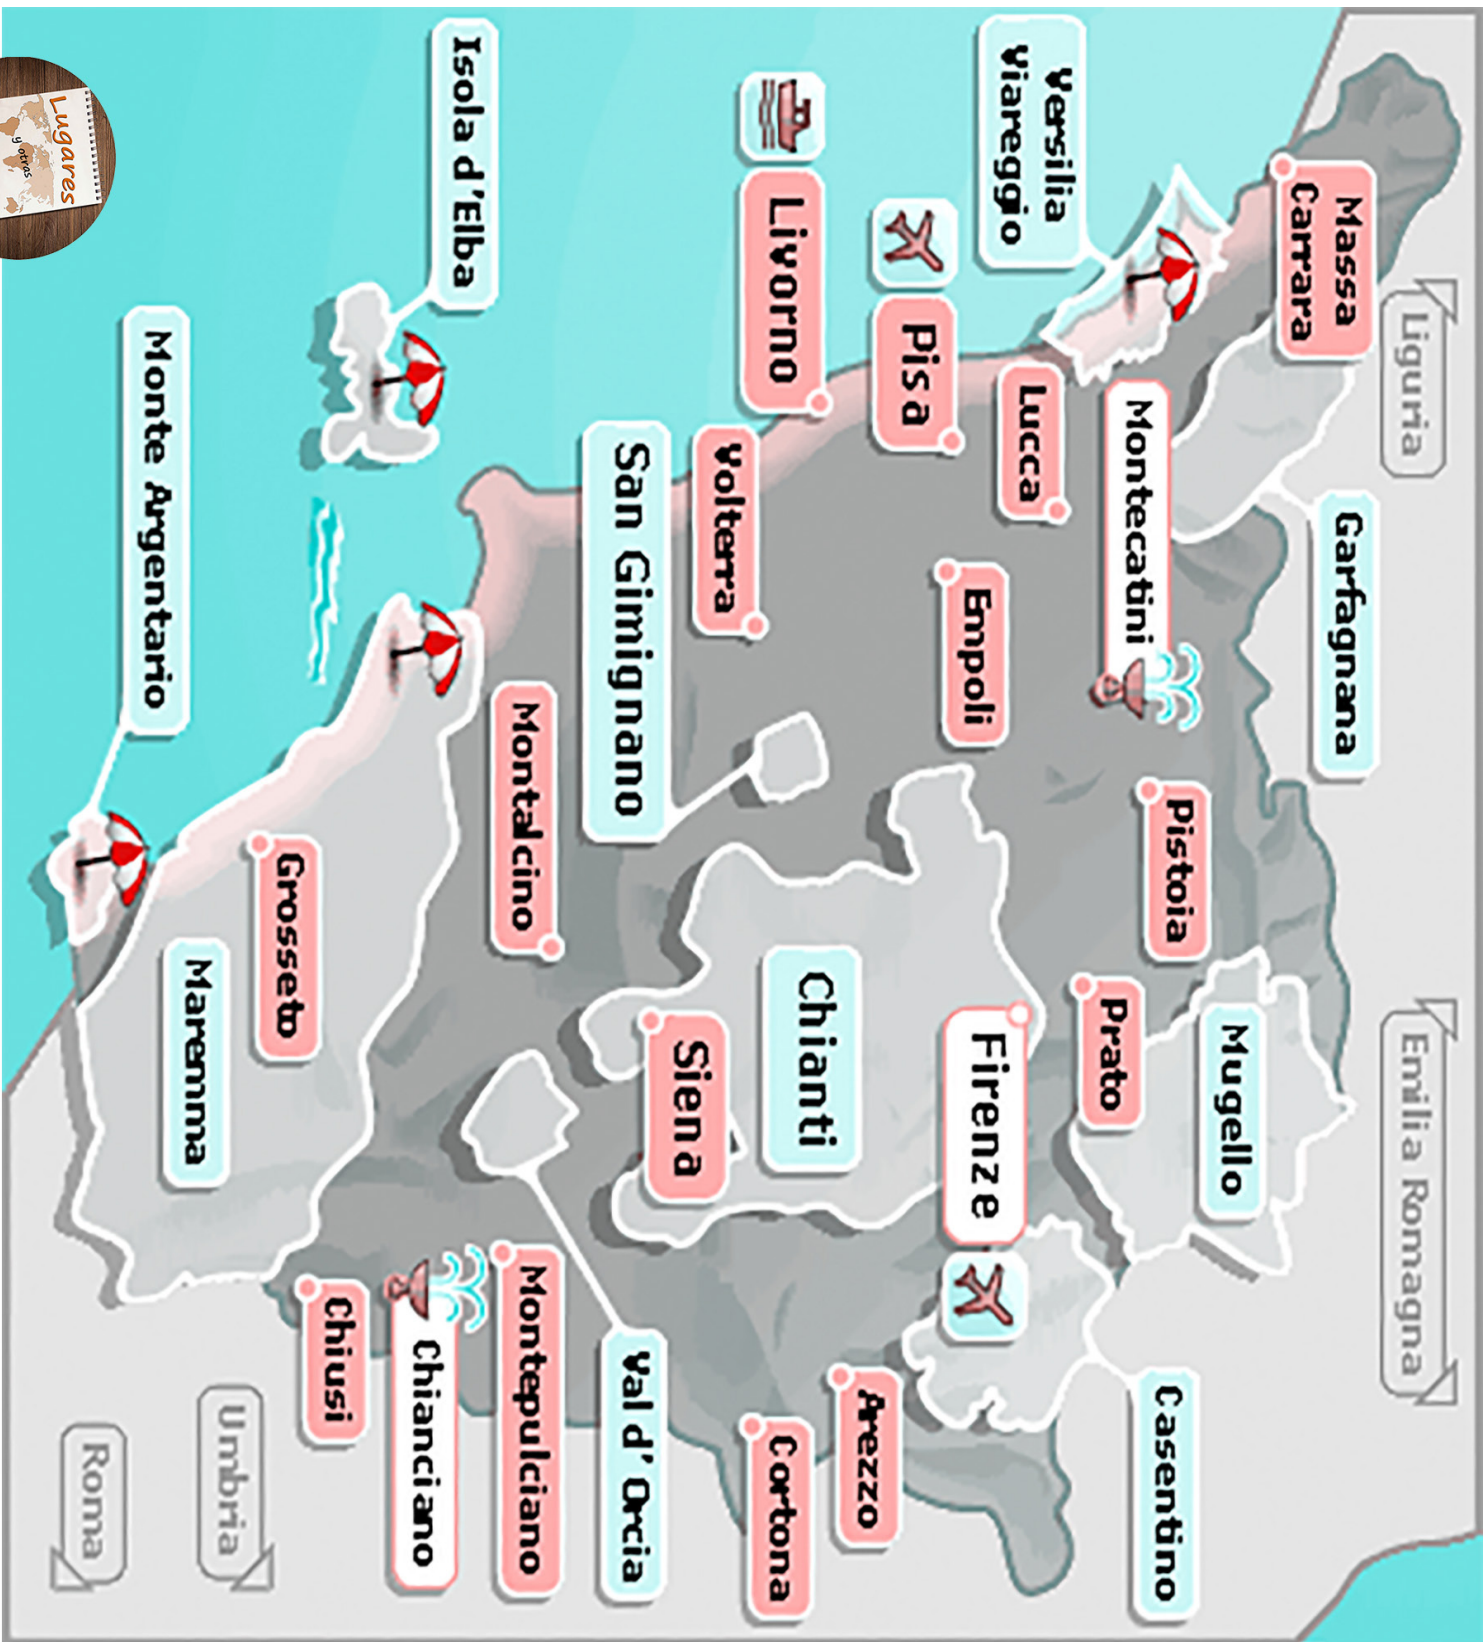 Massa
Carrara
Liguria
Emilia Romagna
Garfagnana
Casentino
Versilia
Viareggio
Montecatini
Pistoia
Mugello
Prato
Lucca
Pisa
Empoli
Firenze
Arezzo
Livorno
Chianti
Cortona
Volterra
Siena
San Gimignano
Val d'Orcia
Isola d'Elba
Montalcino
Montepulciano
Chianciano
Grosseto
Chiusi
Maremma
Umbria
Monte Argentario
Roma
Lugares
y otras